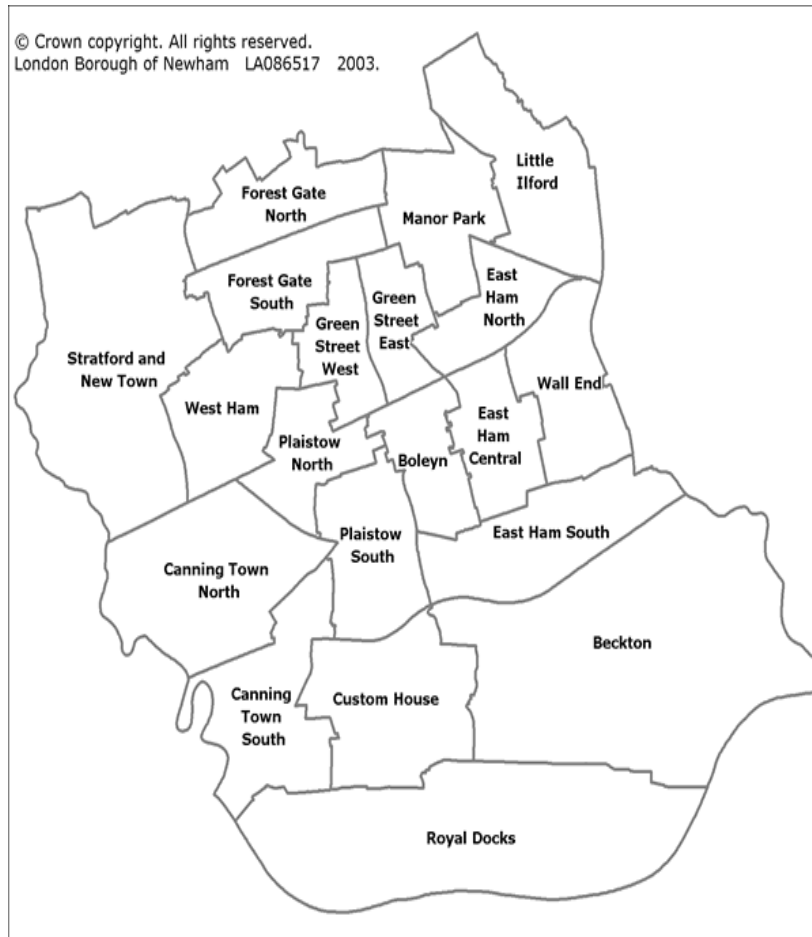 © Crown copyright. All rights reserved.
London Borough of Newham LA086517 2003.
Little
Ilford
Forest Gate
North
Manor Park
Forest Gate
South
Green
Street
East
East
Ham
North
Green
Street
West
Stratford and
New Town
Wall End
West Ham
Plaistow
North
Boleyn
East
Ham
Central
Plaistow
South
East Ham South
Canning Town
North
Beckton
Canning
Town
South
Custom House
Royal Docks